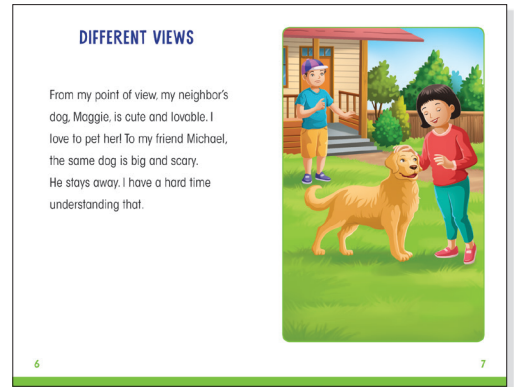 DIFFERENT VIEWS
From my point of view, my neighbor's
dog, Maggie, is cute and lovable. I
love to pet her! To my friend Michael,
the same dog is big and scary.
He stays away. I have a hard time
understanding that.
6
7